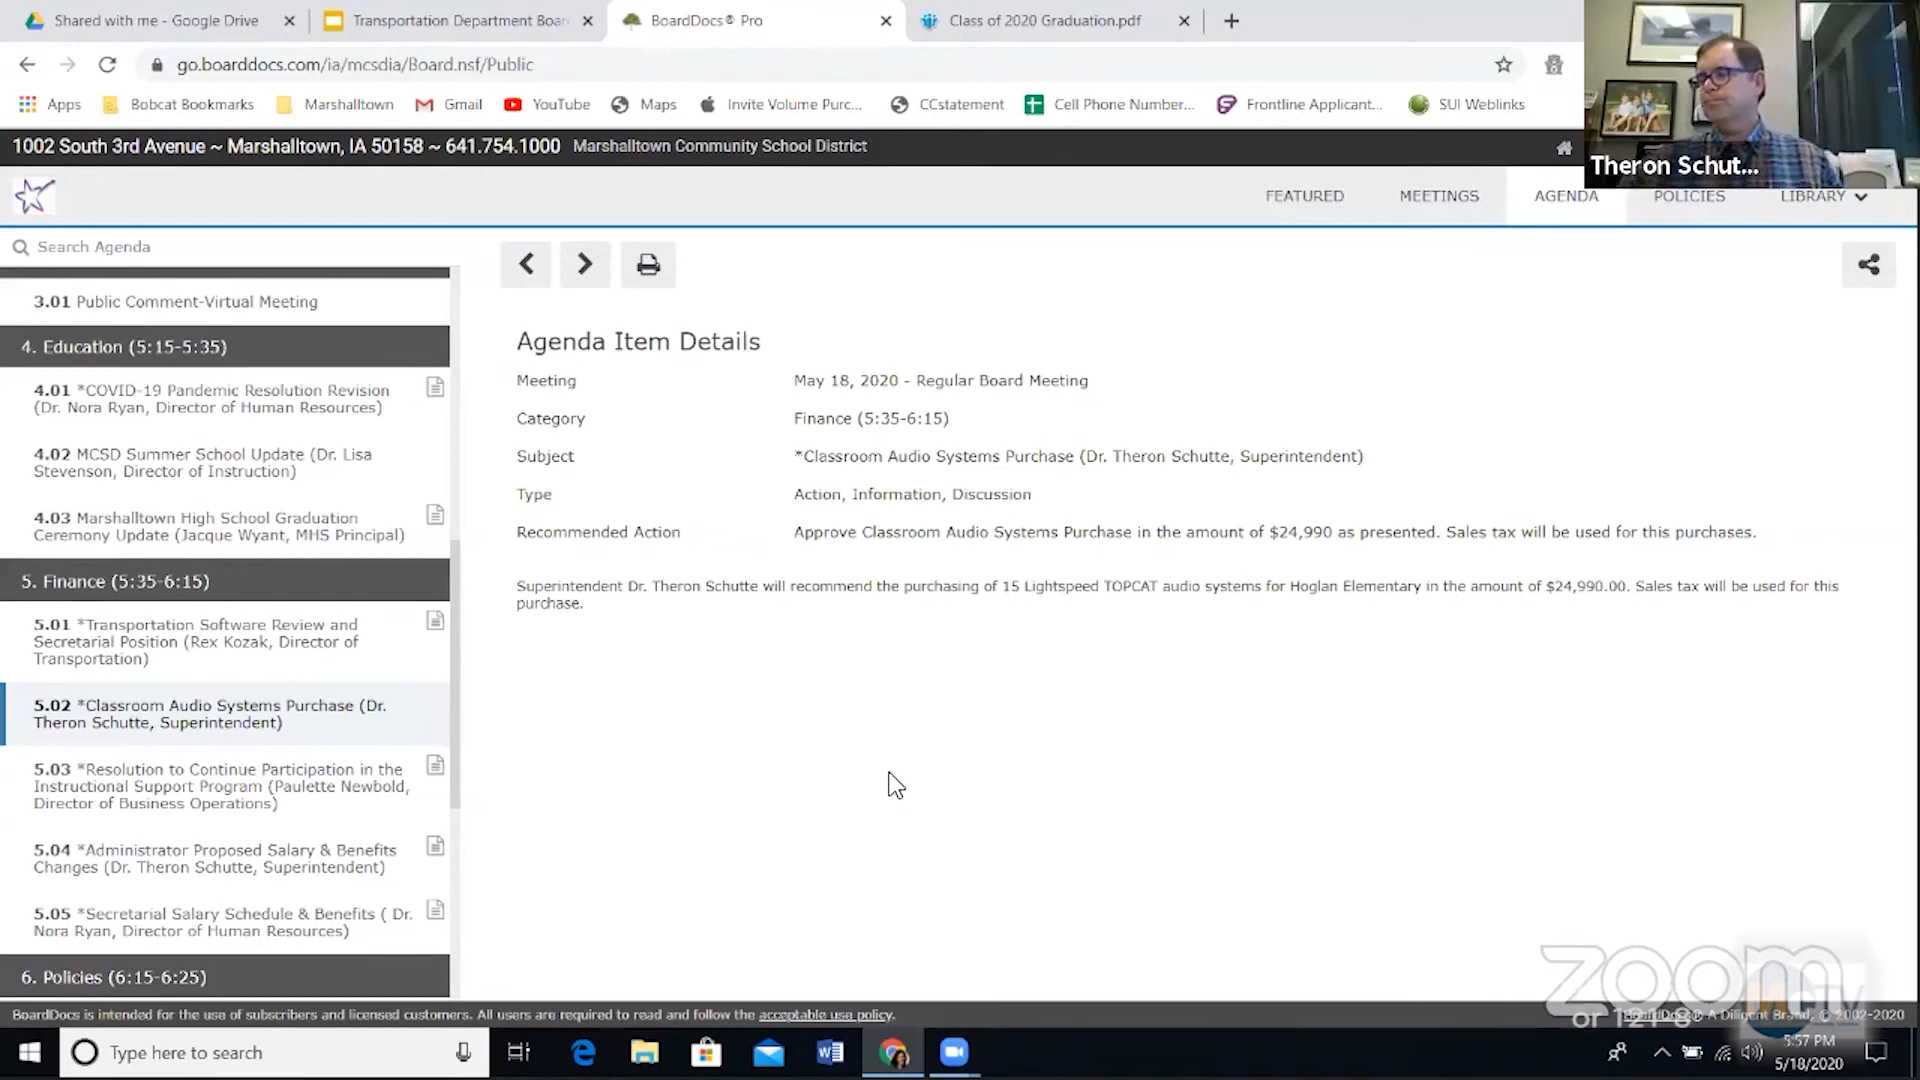 Shared with me - Google Drive
Transportation Department Boar
BoardDocs® Pro
Class of 2020 Graduation.pdf
go.boarddocs.com/ia/mcsdia/Board.nsf/Public
Apps
Bobcat Bookmarks
Marshalltown
Gmail
YouTube
Maps
Invite Volume Purc...
CCstatement
Cell Phone Number...
Frontline Applicant...
SUI Weblinks
Theron Schut...
1002 South 3rd Avenue ~ Marshalltown, IA 50158 ~ 641.754.1000 Marshalltown Community School District
FEATURED
MEETINGS
AGENDA
POLICIES
LIBRARY
Search Agenda
3.01 Public Comment-Virtual Meeting
4. Education (5:15-5:35)
4.01 *COVID-19 Pandemic Resolution Revision
(Dr. Nora Ryan, Director of Human Resources)
4.02 MCSD Summer School Update (Dr. Lisa
Stevenson, Director of Instruction)
4.03 Marshalltown High School Graduation
Ceremony Update (Jacque Wyant, MHS Principal)
5. Finance (5:35-6:15)
5.01 *Transportation Software Review and
Secretarial Position (Rex Kozak, Director of
Transportation)
5.02 *Classroom Audio Systems Purchase (Dr.
Theron Schutte, Superintendent)
5.03 *Resolution to Continue Participation in the
Instructional Support Program (Paulette Newbold,
Director of Business Operations)
5.04 *Administrator Proposed Salary & Benefits
Changes (Dr. Theron Schutte, Superintendent)
5.05 *Secretarial Salary Schedule & Benefits ( Dr.
Nora Ryan, Director of Human Resources)
6. Policies (6:15-6:25)
Agenda Item Details
Meeting May 18, 2020 - Regular Board Meeting
Category Finance (5:35-6:15)
Subject *Classroom Audio Systems Purchase (Dr. Theron Schutte, Superintendent)
Type Action, Information, Discussion
Recommended Action Approve Classroom Audio Systems Purchase in the amount of $24,990 as presented. Sales tax will be used for this purchases.
Superintendent Dr. Theron Schutte will recommend the purchasing of 15 Lightspeed TOPCAT audio systems for Hoglan Elementary in the amount of $24,990.00. Sales tax will be used for this
purchase.
zoom
BoardDocs is intended for the use of subscribers and licensed customers. All users are required to read and follow the acceptable use policy.
BoardDocs® A Diligent Brand, © 2002-2020
Type here to search
5:57 PM
5/18/2020